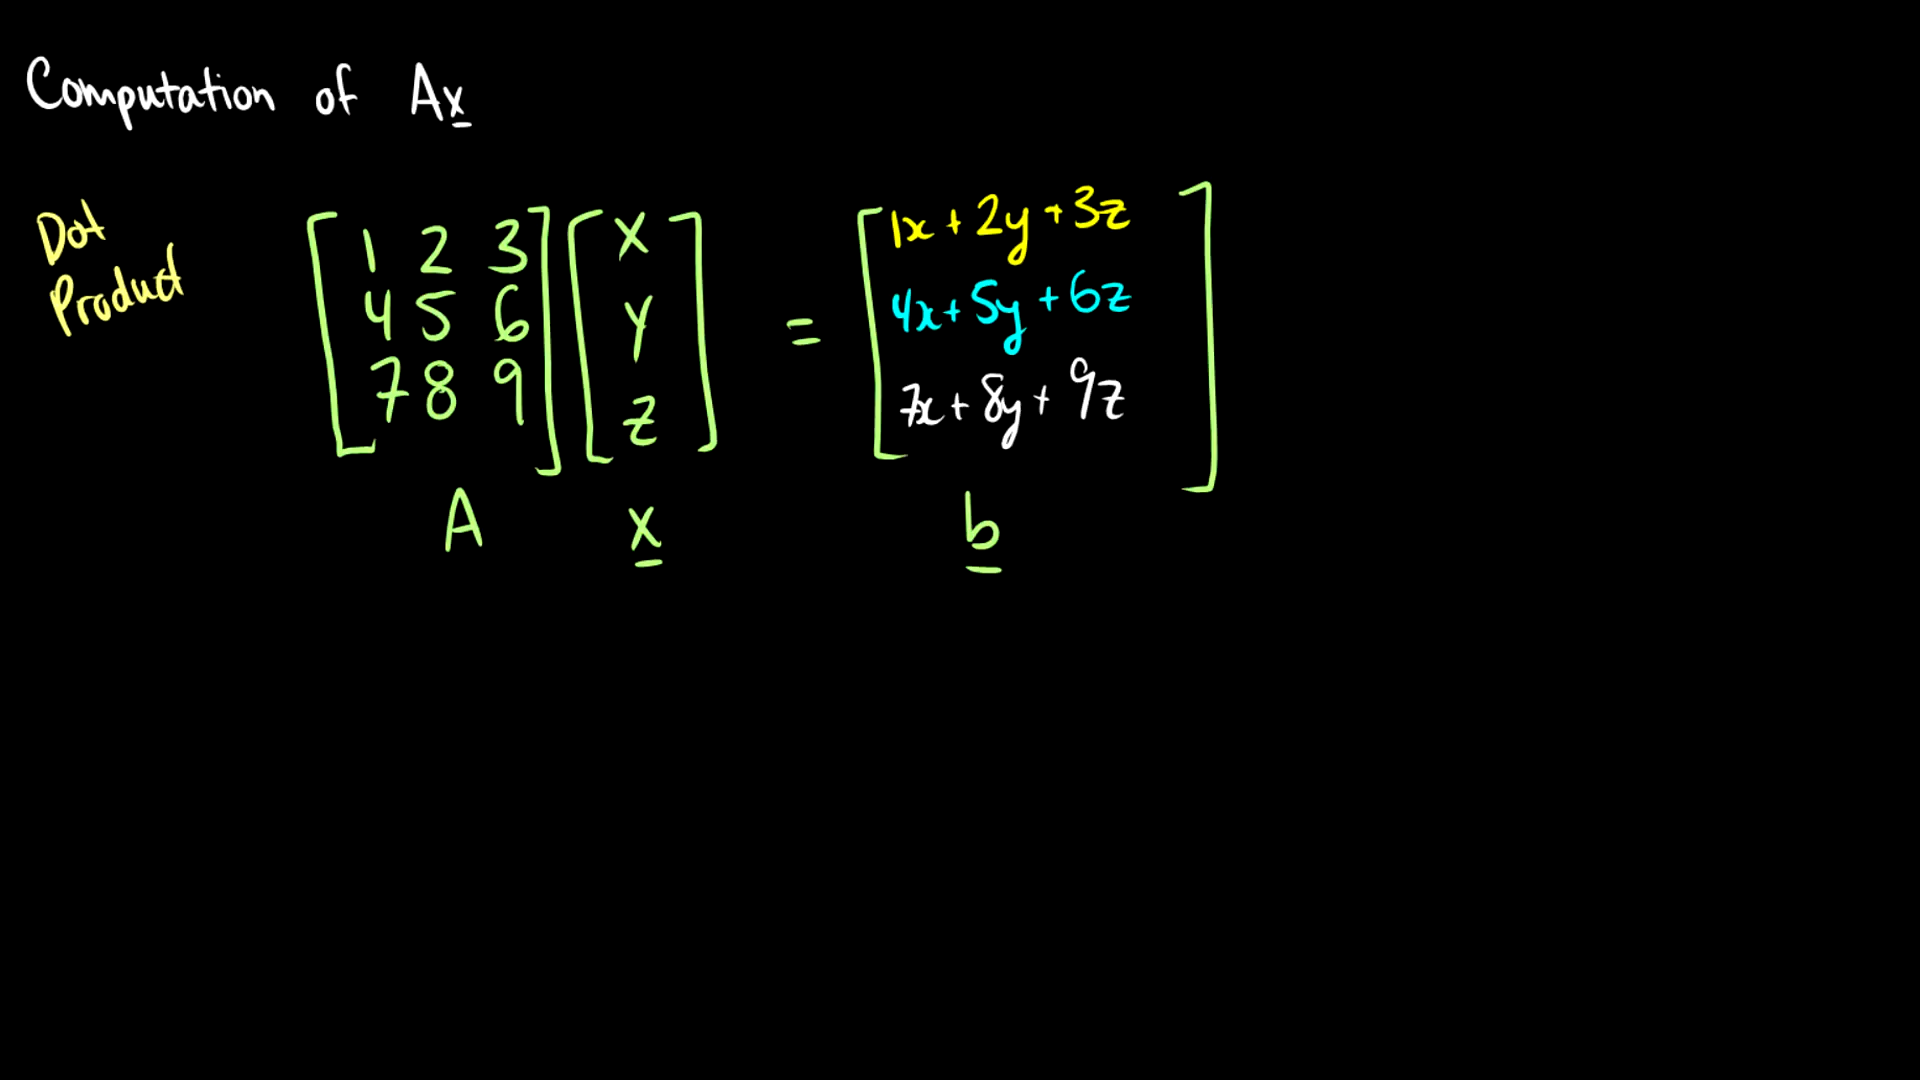 Computation of Ax
Dot
Product
1 2 3
4 5 6
7 8 9
x
y
z
=
1x + 2y + 3z
4x + 5y + 6z
7x + 8y + 9z
A
x
b